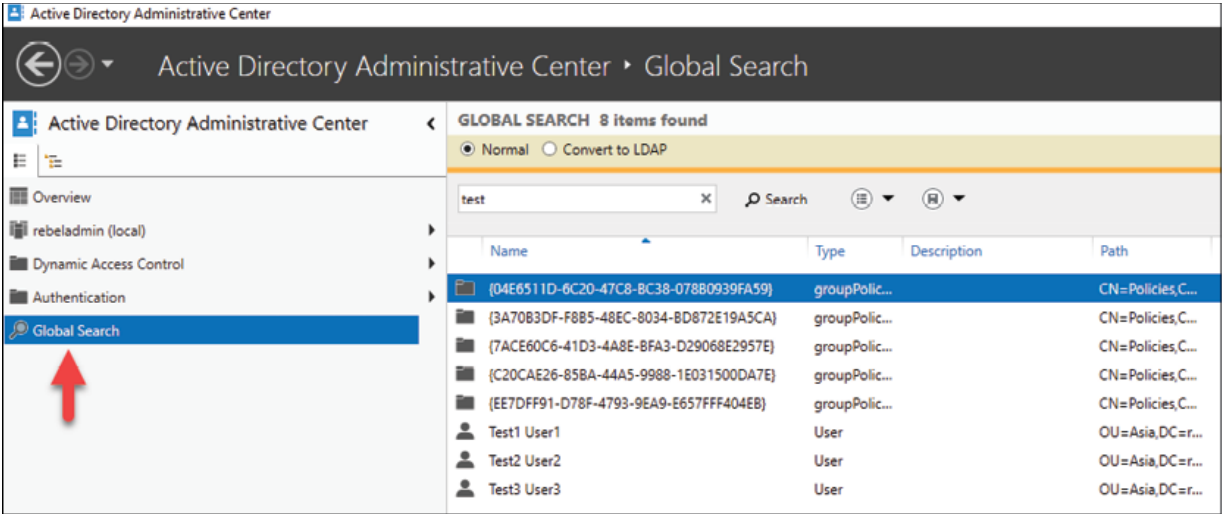 Active Directory Administrative Center
Active Directory Administrative Center ‣ Global Search
Active Directory Administrative Center
Overview
rebeladmin (local)
Dynamic Access Control
Authentication
Global Search
GLOBAL SEARCH 8 items found
Normal Convert to LDAP
test Search
Name Type Description Path
{04E6511D-6C20-47C8-BC38-078B0939FA59} groupPolic... CN=Policies,C...
{3A70B3DF-F8B5-48EC-8034-BD872E19A5CA} groupPolic... CN=Policies,C...
{7ACE60C6-41D3-4A8E-BFA3-D29068E2957E} groupPolic... CN=Policies,C...
{C20CAE26-85BA-44A5-9988-1E031500DA7E} groupPolic... CN=Policies,C...
{EE7DFF91-D78F-4793-9EA9-E657FFF404EB} groupPolic... CN=Policies,C...
Test1 User1 User OU=Asia,DC=r...
Test2 User2 User OU=Asia,DC=r...
Test3 User3 User OU=Asia,DC=r...